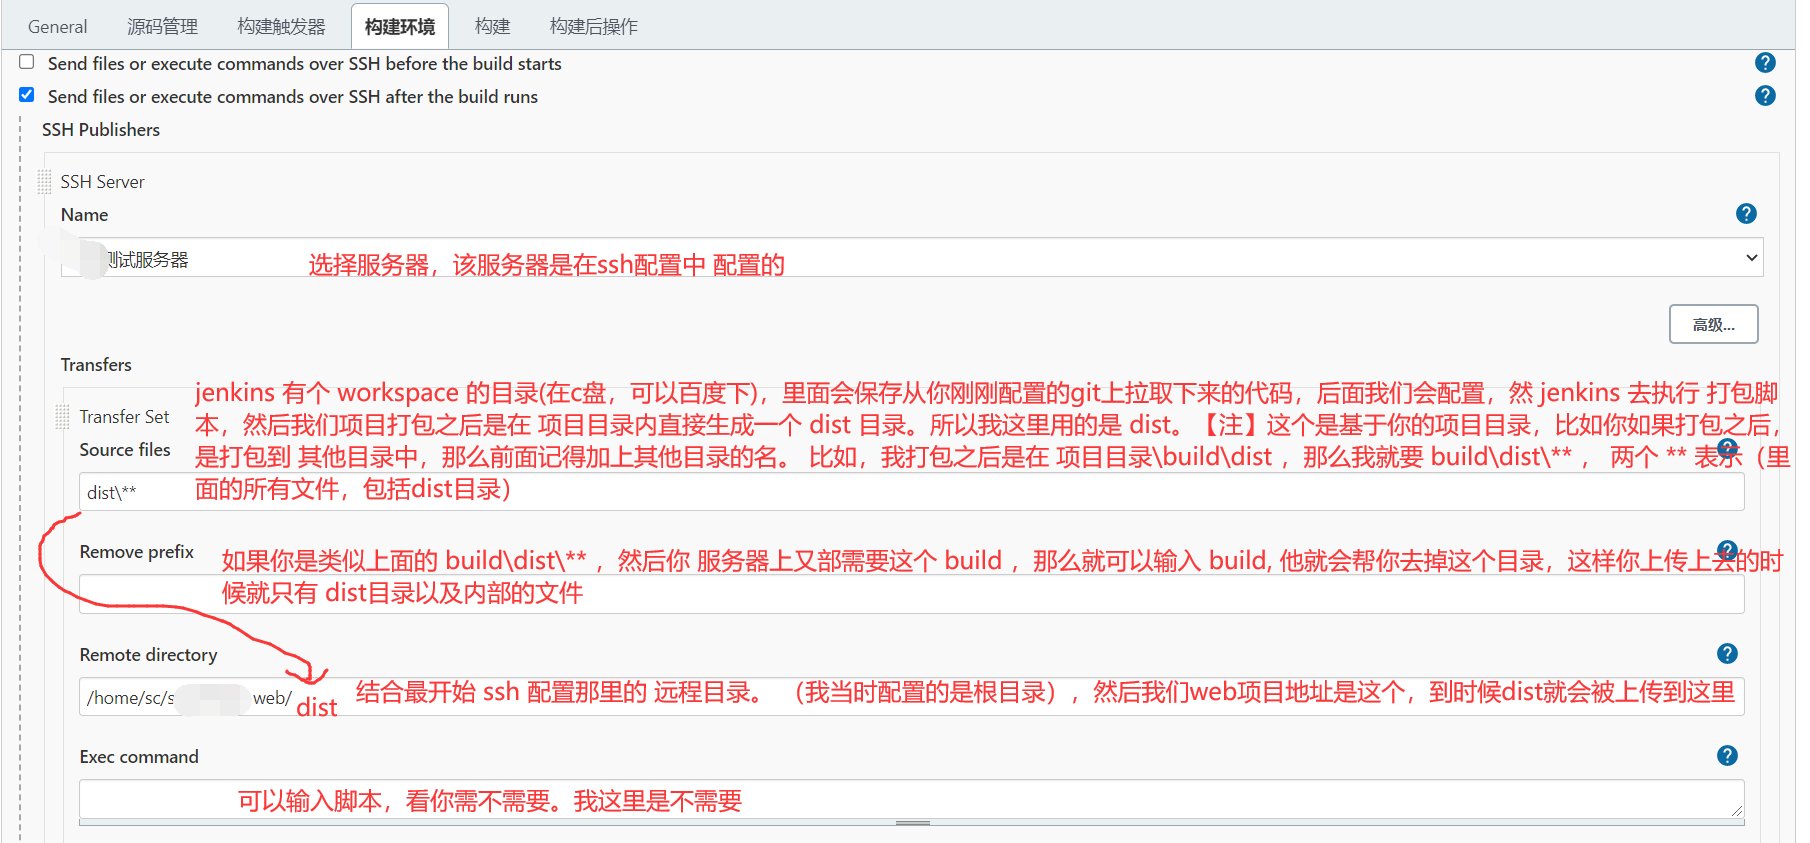 General 源码管理 构建触发器 构建环境 构建 构建后操作
Send files or execute commands over SSH before the build starts
Send files or execute commands over SSH after the build runs
SSH Publishers
SSH Server
Name
测试服务器
选择服务器，该服务器是在ssh配置中 配置的
高级...
Transfers
jenkins 有个 workspace 的目录(在c盘，可以百度下)，里面会保存从你刚刚配置的git上拉取下来的代码，后面我们会配置，然 jenkins 去执行 打包脚
本，然后我们项目打包之后是在 项目目录内直接生成一个 dist 目录。所以我这里用的是 dist。【注】这个是基于你的项目目录，比如你如果打包之后，
是打包到 其他目录中，那么前面记得加上其他目录的名。 比如，我打包之后是在 项目目录\build\dist ，那么我就要 build\dist\** ， 两个 ** 表示（里
面的所有文件，包括dist目录）
Transfer Set
Source files
dist\**
Remove prefix
如果你是类似上面的 build\dist\** ，然后你 服务器上又部需要这个 build ，那么就可以输入 build, 他就会帮你去掉这个目录，这样你上传上去的时
候就只有 dist目录以及内部的文件
Remote directory
/home/sc/s web/ dist
结合最开始 ssh 配置那里的 远程目录。 （我当时配置的是根目录），然后我们web项目地址是这个，到时候dist就会被上传到这里
Exec command
可以输入脚本，看你需不需要。我这里是不需要